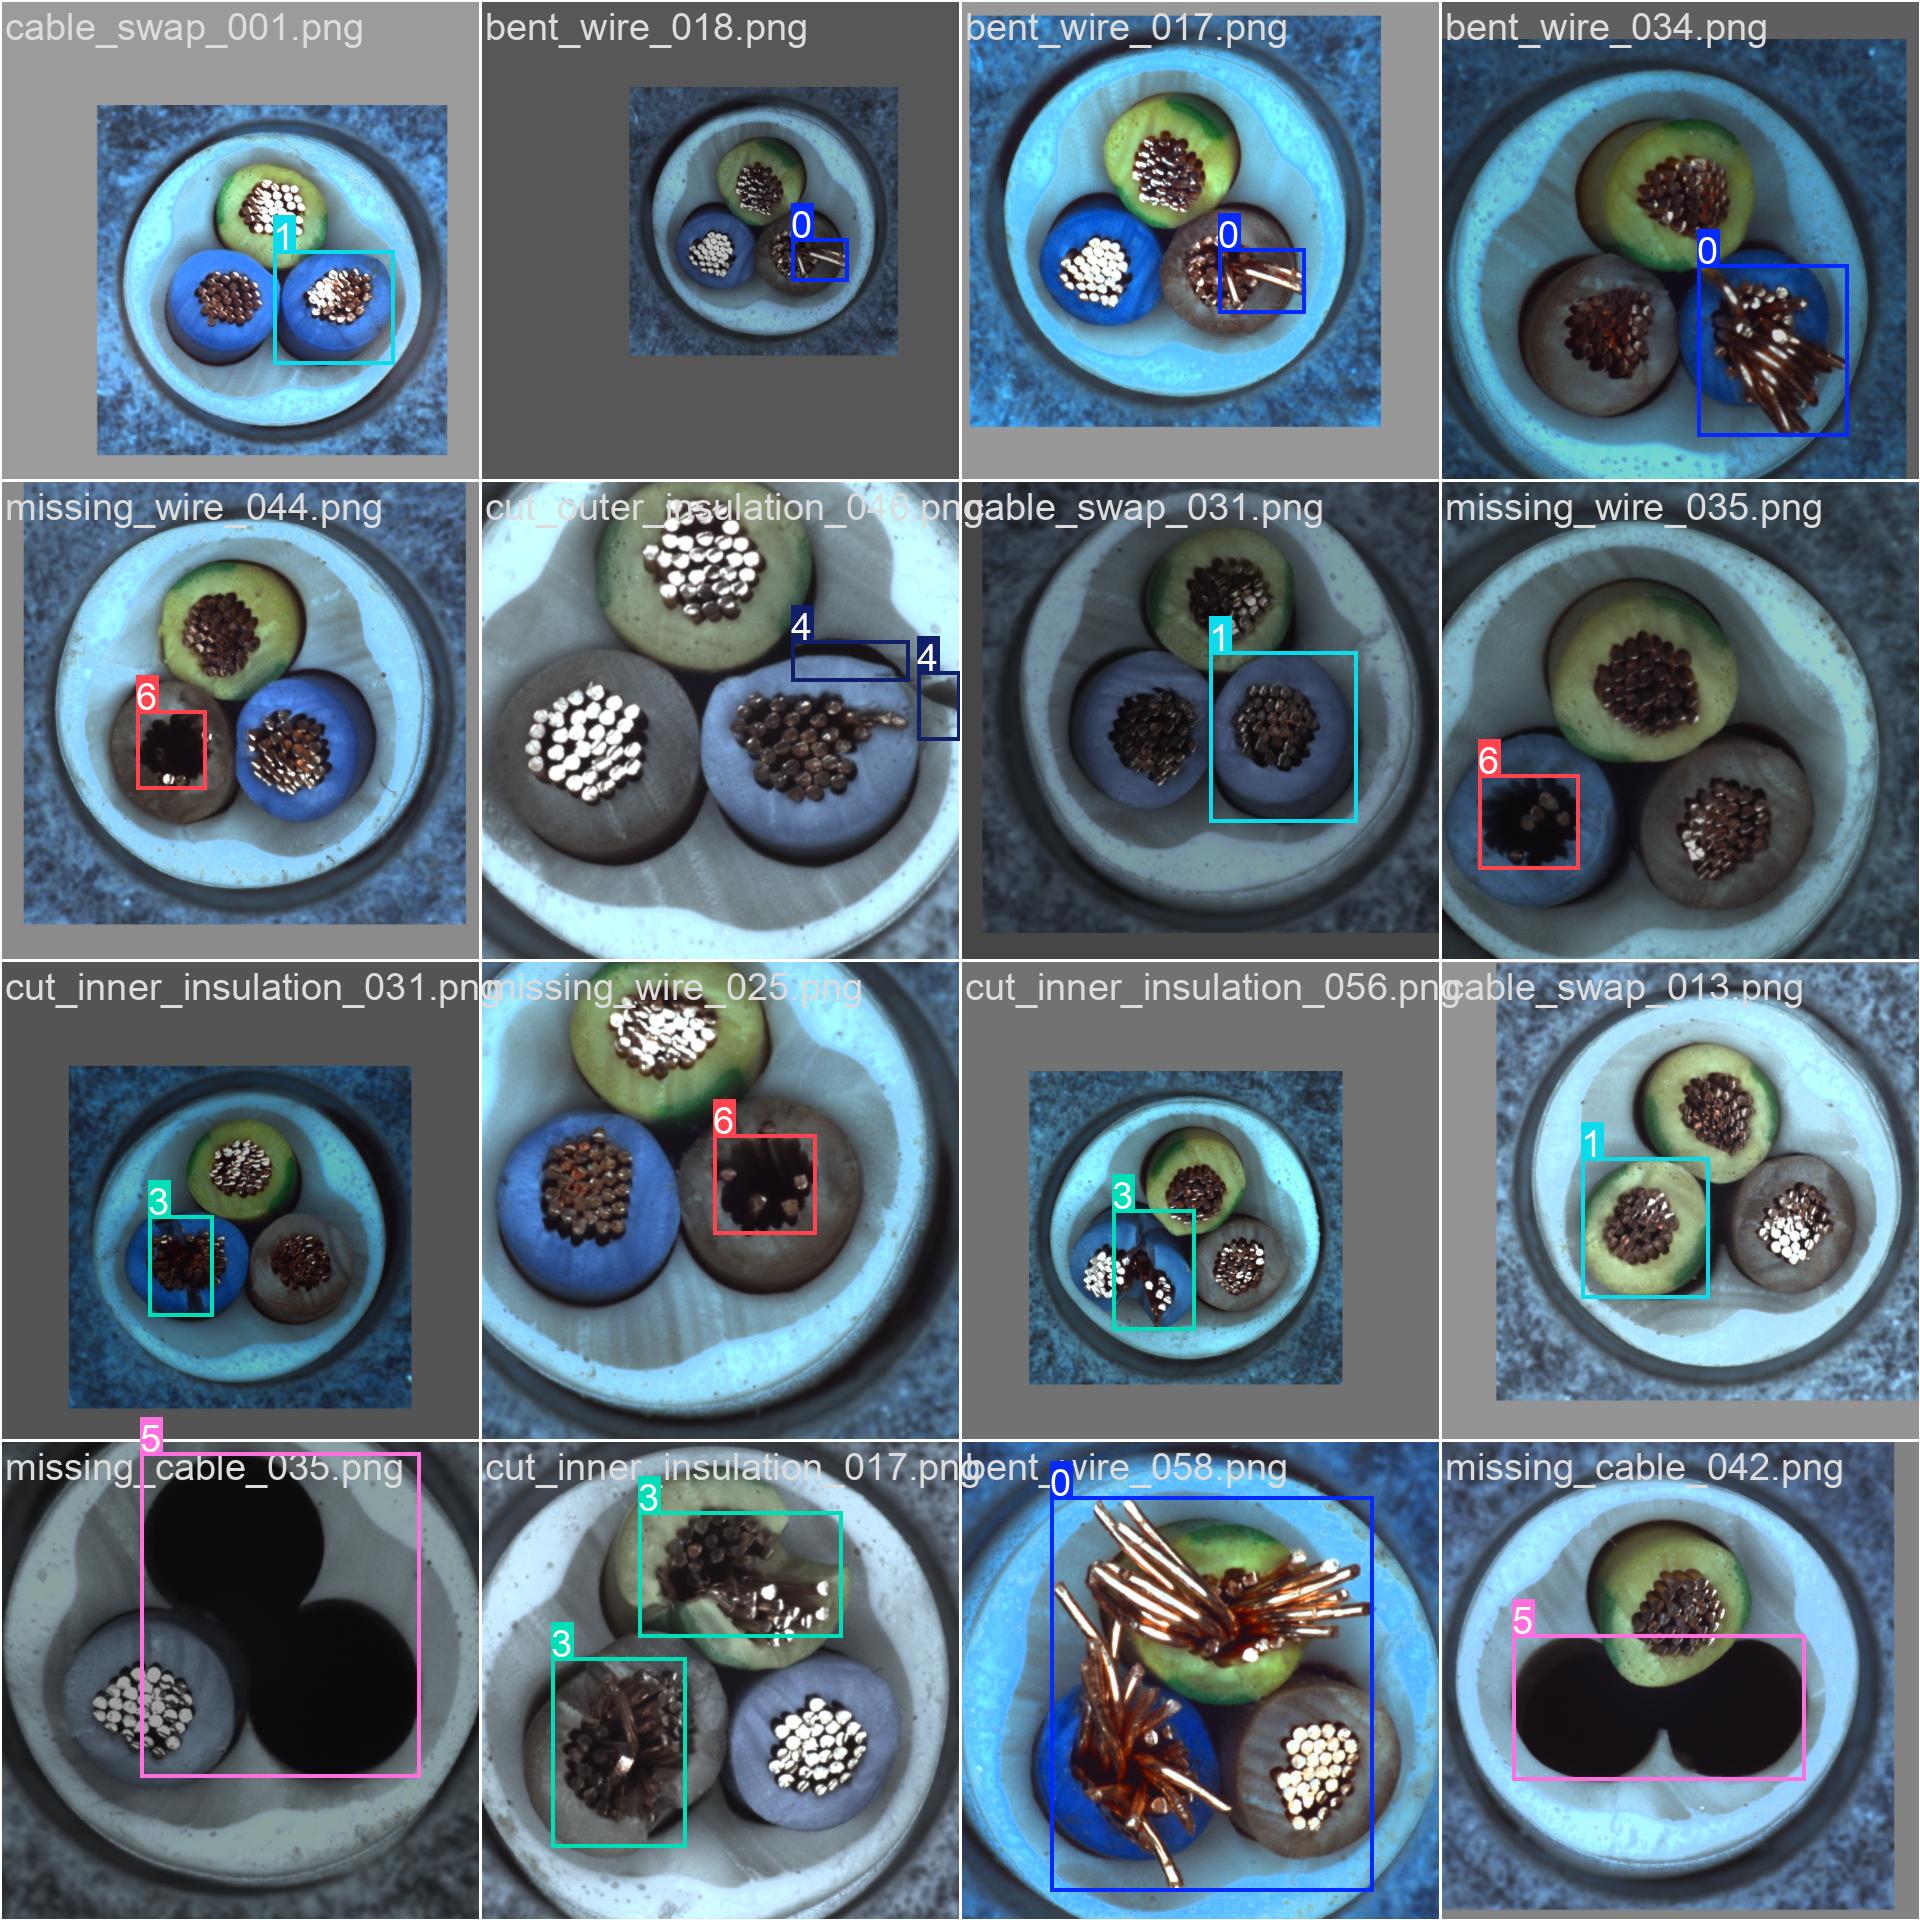 cable_swap_001.png
bent_wire_018.png
bent_wire_017.png
bent_wire_034.png
1
0
0
0
missing_wire_044.png
cut_outer_insulation_046.png
cable_swap_031.png
missing_wire_035.png
6
4
4
1
6
cut_inner_insulation_031.png
missing_wire_025.png
cut_inner_insulation_056.png
cable_swap_013.png
3
6
3
1
missing_cable_035.png
cut_inner_insulation_017.png
bent_wire_058.png
missing_cable_042.png
5
3
3
0
5